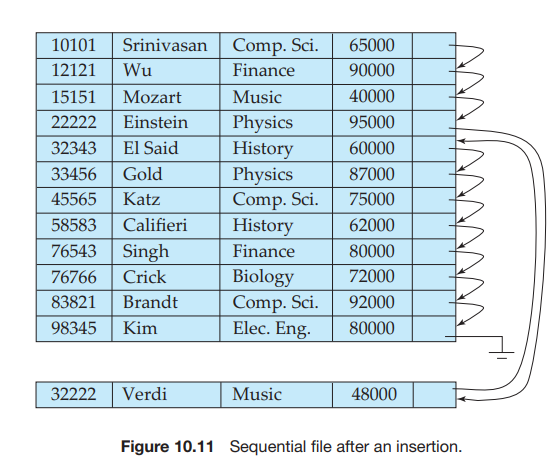 10101 Srinivasan Comp. Sci. 65000
12121 Wu Finance 90000
15151 Mozart Music 40000
22222 Einstein Physics 95000
32343 El Said History 60000
33456 Gold Physics 87000
45565 Katz Comp. Sci. 75000
58583 Califieri History 62000
76543 Singh Finance 80000
76766 Crick Biology 72000
83821 Brandt Comp. Sci. 92000
98345 Kim Elec. Eng. 80000
32222 Verdi Music 48000
Figure 10.11 Sequential file after an insertion.